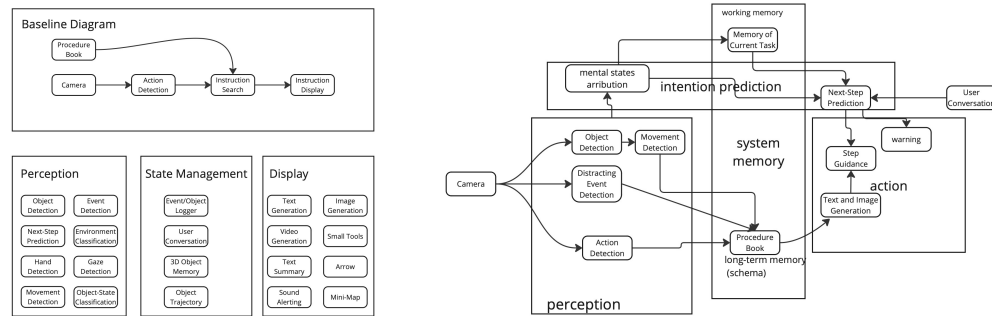 Baseline Diagram
Procedure
Book
Camera
Action
Detection
Instruction
Search
Instruction
Display
Perception
Object
Detection
Event
Detection
Next-Step
Prediction
Environment
Classification
Hand
Detection
Gaze
Detection
Movement
Detection
Object-State
Classification
State Management
Event/Object
Logger
User
Conversation
3D Object
Memory
Object
Trajectory
Display
Text
Generation
Image
Generation
Video
Generation
Small Tools
Text
Summary
Arrow
Sound
Alerting
Mini-Map
working memory
Memory of
Current Task
mental states
arribution
intention prediction
Next-Step
Prediction
User
Conversation
Object
Detection
Movement
Detection
system
memory
warning
Step
Guidance
action
Camera
Distracting
Event
Detection
Text and Image
Generation
Action
Detection
Procedure
Book
long-term memory
(schema)
perception